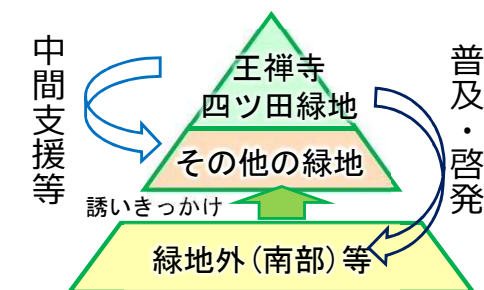 中間支援等
王禅寺
四ツ田緑地
普及・啓発
その他の緑地
誘いきっかけ
緑地外(南部)等